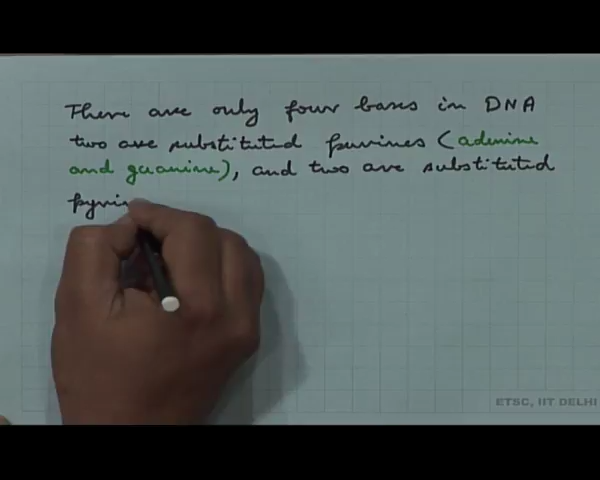 There are only four bases in DNA
two are substituted purines (adenine
and guanine), and two are substituted
pyri
ETSC, IIT DELHI